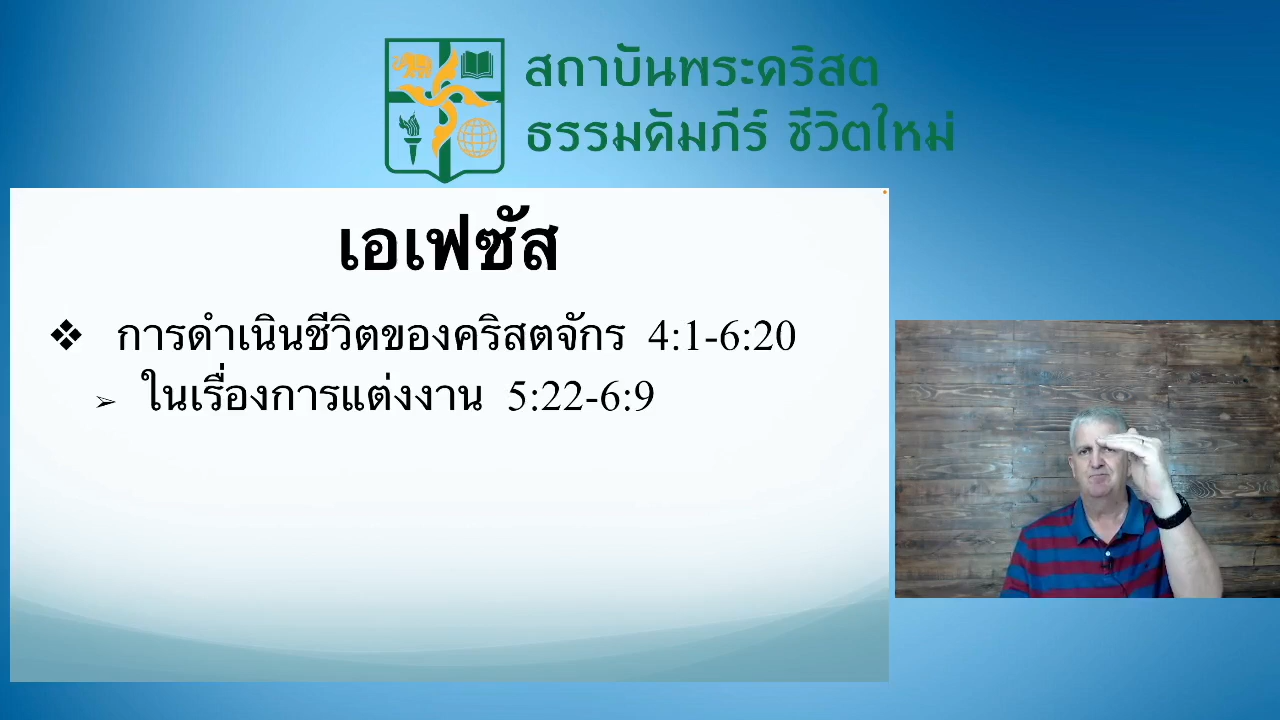 สถาบันพระคริสต
ธรรมคัมภีร์ ชีวิตใหม่
เอเฟซัส
❖ การดำเนินชีวิตของคริสตจักร 4:1-6:20
➢ ในเรื่องการแต่งงาน 5:22-6:9